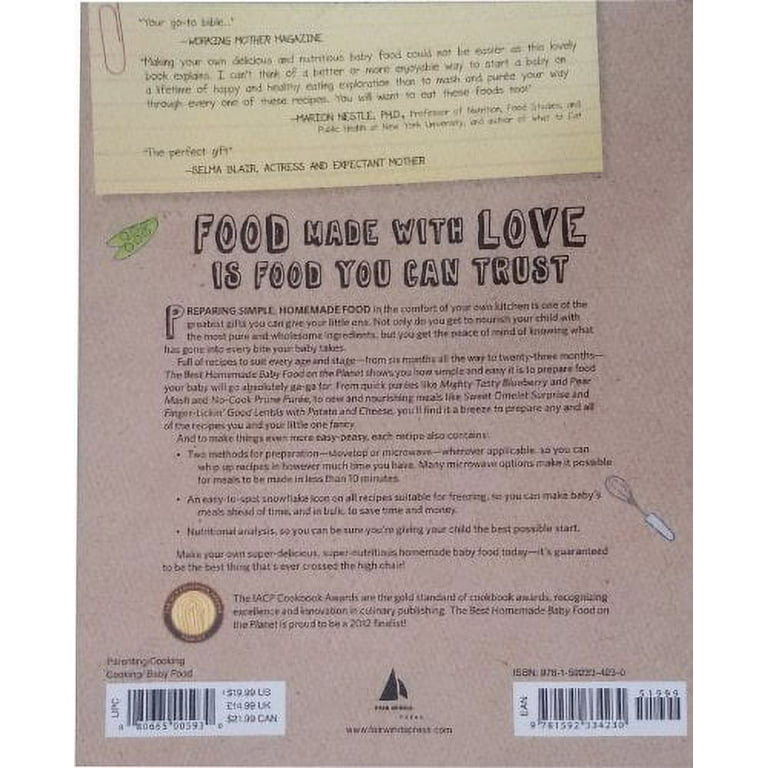 "Your go-to bible..."
—WORKING MOTHER MAGAZINE
"Making your own delicious and nutritious baby food could not be easier as this lovely
book explains. I can't think of a better or more enjoyable way to start a baby on
a lifetime of happy and healthy eating exploration than to mash and purée your way
through every one of these recipes. You will want to eat these foods too!"
—MARION NESTLE, PH.D., Professor of Nutrition, Food Studies, and
Public Health at New York University, and author of What to Eat
"The perfect gift"
—SELMA BLAIR, ACTRESS AND EXPECTANT MOTHER
FOOD MADE WITH LOVE
IS FOOD YOU CAN TRUST
PREPARING SIMPLE, HOMEMADE FOOD in the comfort of your own kitchen is one of the
greatest gifts you can give your little one. Not only do you get to nourish your child with
the most pure and wholesome ingredients, but you get the peace of mind of knowing what
has gone into every bite your baby takes.
Full of recipes to suit every age and stage—from six months all the way to twenty-three months—
The Best Homemade Baby Food on the Planet shows you how simple and easy it is to prepare food
your baby will go absolutely ga-ga for. From quick purées like Mighty Tasty Blueberry and Pear
Mash and No-Cook Prune Purée, to new and nourishing meals like Sweet Omelet Surprise and
Finger-Lickin' Good Lentils with Potato and Cheese, you'll find it a breeze to prepare any and all
of the recipes you and your little one fancy.
And to make things even more easy-peasy, each recipe also contains:
• Two methods for preparation—stovetop or microwave—wherever applicable, so you can
whip up recipes in however much time you have. Many microwave options make it possible
for meals to be made in less than 10 minutes.
• An easy-to-spot snowflake icon on all recipes suitable for freezing, so you can make baby's
meals ahead of time, and in bulk, to save time and money.
• Nutritional analysis, so you can be sure you're giving your child the best possible start.
Make your own super-delicious, super-nutritious homemade baby food today—it's guaranteed
to be the best thing that's ever crossed the high chair!
The IACP Cookbook Awards are the gold standard of cookbook awards, recognizing
excellence and innovation in culinary publishing. The Best Homemade Baby Food on
the Planet is proud to be a 2012 finalist!
Parenting/Cooking
Cooking/Baby Food
UPC
$19.99 US
£14.99 UK
$21.99 CAN
FAIR WINDS
PRESS
www.fairwindspress.com
ISBN: 978-1-59233-423-0
EAN
51999
9 781592 334230